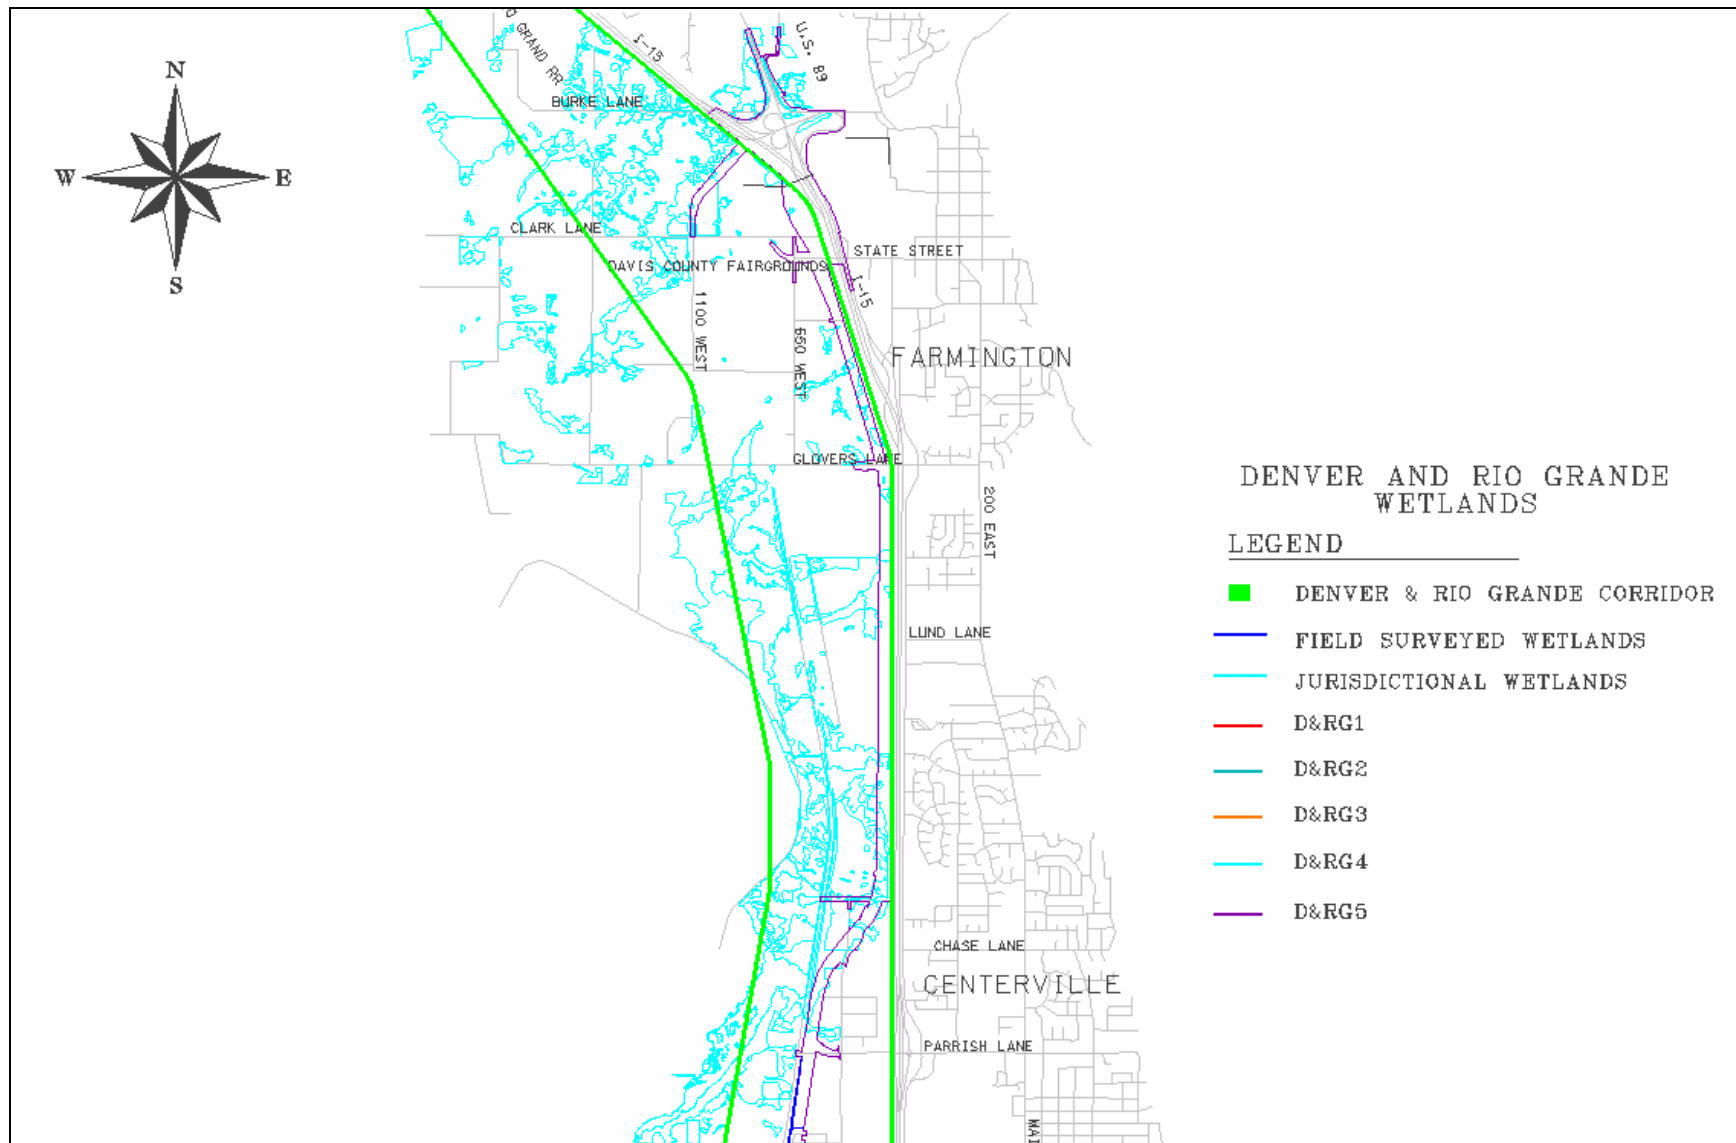 N
W
E
S
O GRAND RR
I-15
U.S. 89
BURKE LANE
CLARK LANE
STATE STREET
DAVIS COUNTY FAIRGROUNDS
I-15
1100 WEST
650 WEST
FARMINGTON
GLOVERS LANE
200 EAST
LUND LANE
CHASE LANE
CENTERVILLE
PARRISH LANE
MAI
DENVER AND RIO GRANDE
WETLANDS
LEGEND
DENVER & RIO GRANDE CORRIDOR
FIELD SURVEYED WETLANDS
JURISDICTIONAL WETLANDS
D&RG1
D&RG2
D&RG3
D&RG4
D&RG5